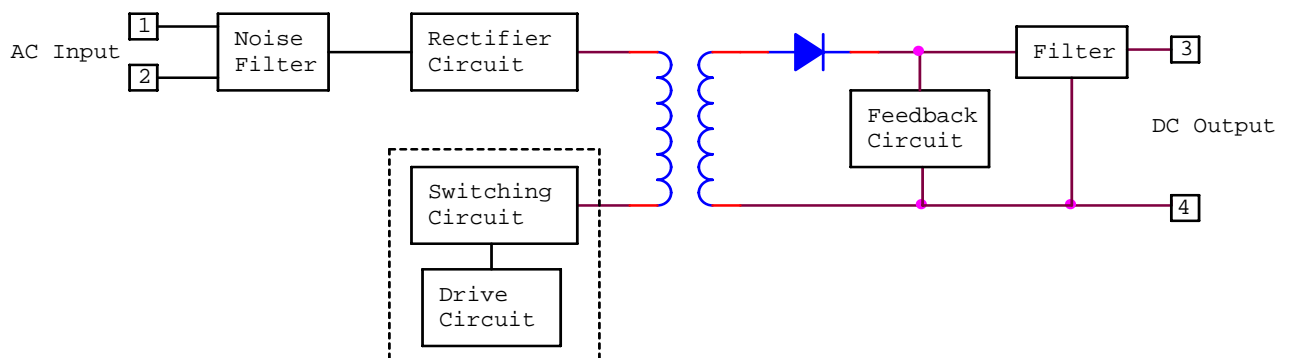 1
AC Input
2
Noise
Filter
Rectifier
Circuit
Switching
Circuit
Drive
Circuit
Feedback
Circuit
Filter
3
DC Output
4